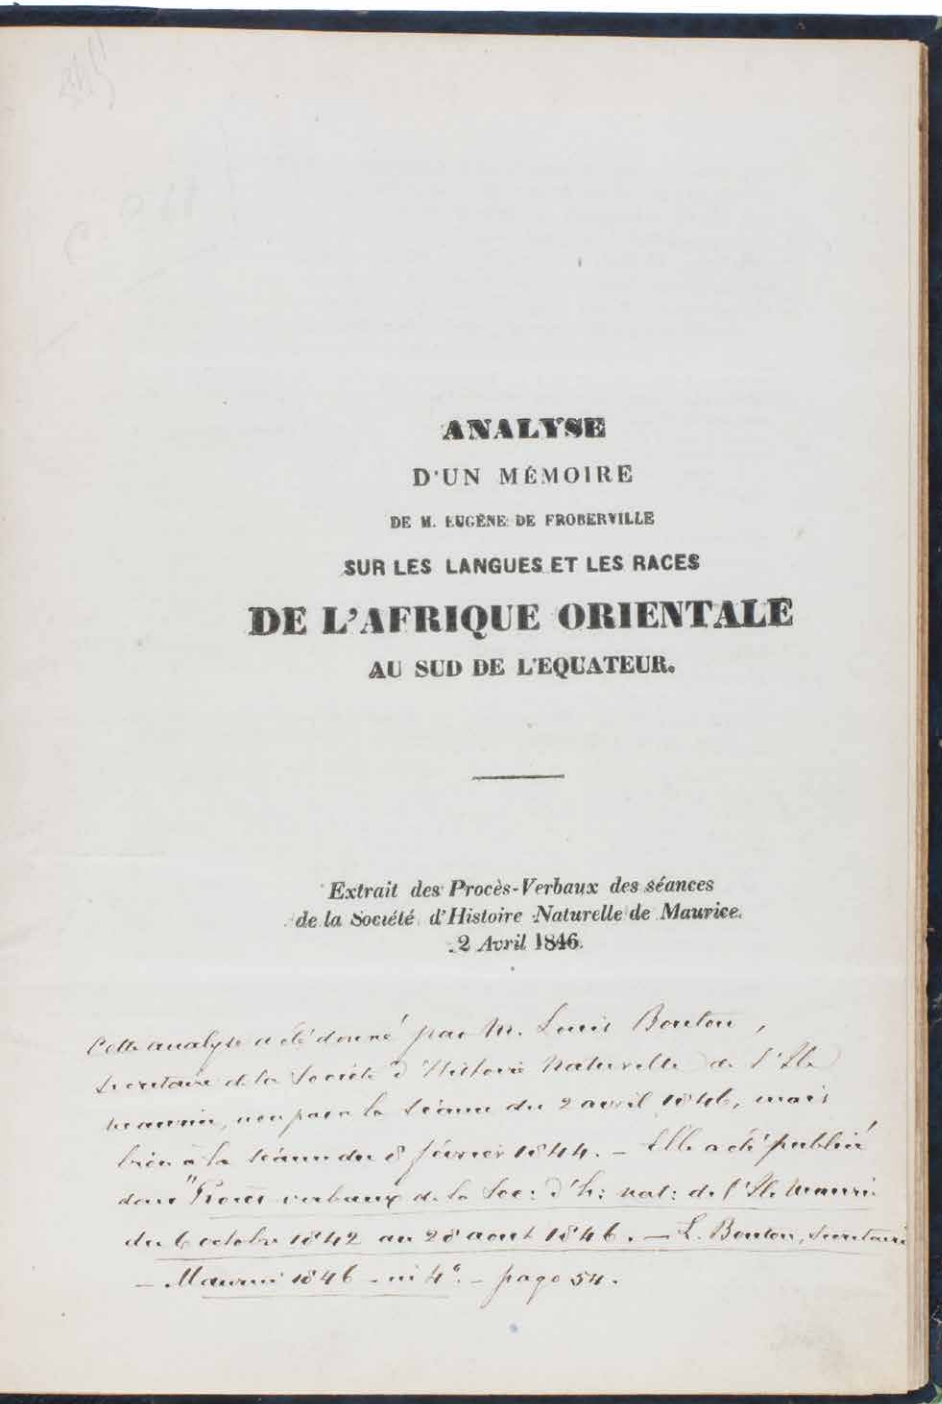 ANALYSE
D'UN MÉMOIRE
DE M. EUGÈNE DE FROBERVILLE
SUR LES LANGUES ET LES RACES
DE L'AFRIQUE ORIENTALE
AU SUD DE L'EQUATEUR.
Extrait des Procès-Verbaux des séances
de la Société d'Histoire Naturelle de Maurice.
2 Avril 1846.
Cette analyse a été donné par M. Louis Bouton,
Secretaire de la Société d'Histoire Naturelle de l'Ile
Maurice, non pas a la séance du 2 avril 1846, mais
bien a la séance du 8 février 1844. – Elle a été publiée
dans "Procès verbaux de la Soc: d'h: nat: de l'Ile Maurice
du 6 octobre 1842 au 28 aout 1846. – L. Bouton, Secretaire
– Maurice 1846 – in 4°. – page 54.